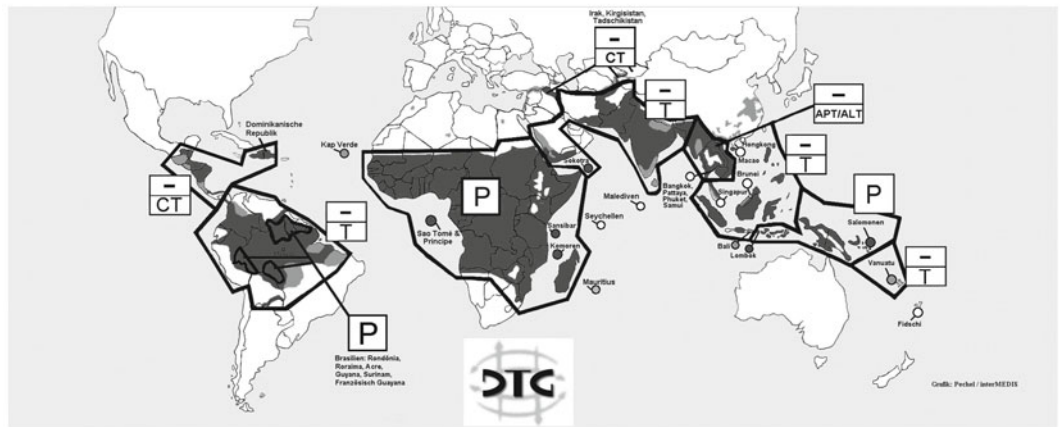 Irak, Kirgisistan,
Tadschikistan
–
CT
–
T
–
APT/ALT
Dominikanische
Republik
Kap Verde
Hongkong
Macao
Sokotra
–
T
–
CT
P
Malediven
Bangkok,
Pattaya,
Phuket,
Samui
Brunei
Singapur
P
–
T
Sao Tomé &
Principe
Seychellen
Sansibar
Komoren
Salomonen
Bali
Lombok
Vanuatu
–
T
Mauritius
Fidschi
P
Brasilien: Rondônia,
Roraima, Acre,
Guyana, Surinam,
Französisch Guayana
DTG
Grafik: Pechel / interMEDIS